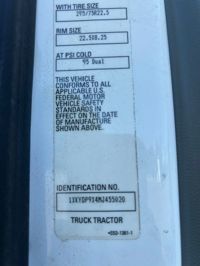 WITH TIRE SIZE
295/75R22.5
RIM SIZE
22.5X8.25
AT PSI COLD
95 Dual
THIS VEHICLE
CONFORMS TO ALL
APPLICABLE U.S.
FEDERAL MOTOR
VEHICLE SAFETY
STANDARDS IN
EFFECT ON THE DATE
OF MANUFACTURE
SHOWN ABOVE.
IDENTIFICATION NO.
1XKYDP9X4MJ455020
TRUCK TRACTOR